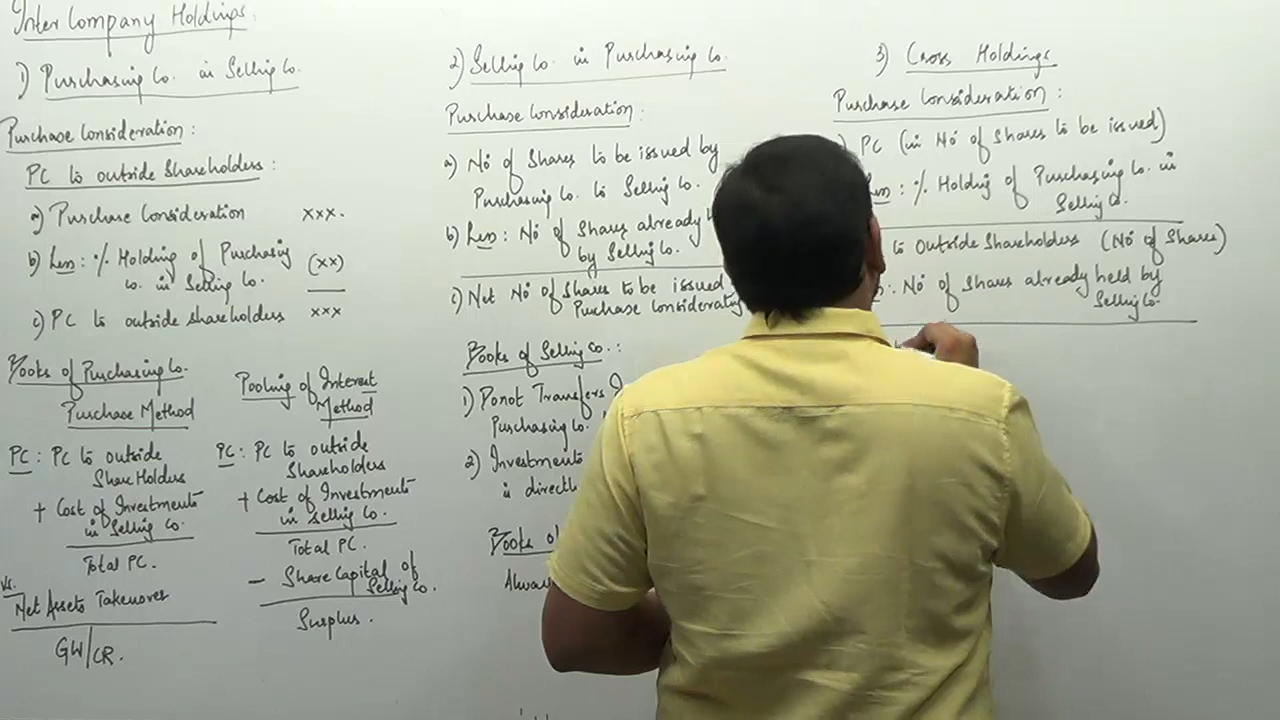 Inter Company Holdings.
1) Purchasing Co. in Selling Co.
Purchase Consideration :
PC to outside Shareholders :
a) Purchase Consideration xxx.
b) Less : % Holding of Purchasing (xx)
Co. in Selling Co.
c) PC to outside shareholders xxx
Books of Purchasing Co.
Purchase Method
PC : PC to outside
ShareHolders
+ Cost of Investments
in Selling Co.
Total PC.
vs.
Net Assets Takeover
GW/CR.
Pooling of Interest
Method
PC : PC to outside
Shareholders
+ Cost of Investments
in Selling Co.
Total PC.
- Share Capital of
Selling Co.
Surplus.
2) Selling Co. in Purchasing Co.
Purchase Consideration :
a) No of Shares to be issued by
Purchasing Co. to Selling Co.
b) Less : No of Shares already
by Selling Co.
c) Net No of Shares to be issued
Purchase Consideration
Books of Selling Co. :
1) Donot Transfers
Purchasing Co.
2) Investments
is
Books
3) Cross Holdings
Purchase Consideration :
PC (in No of Shares to be issued)
Less : % Holding of Purchasing Co. in
Selling Co.
to Outside Shareholders (No of Shares)
: No of Shares already held by
Selling Co.